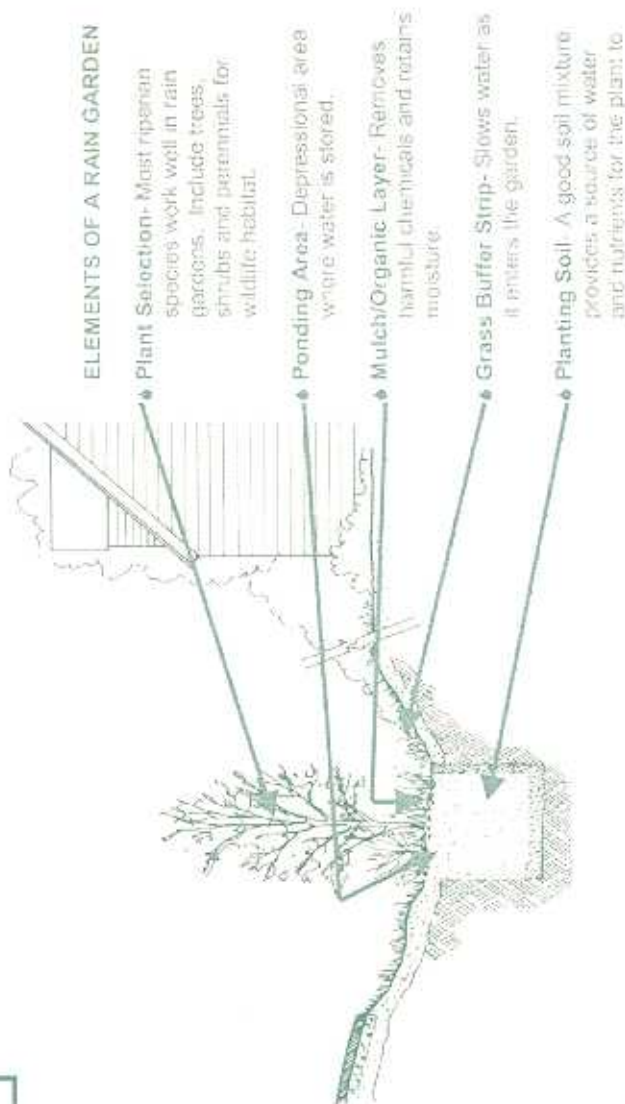 ELEMENTS OF A RAIN GARDEN
Plant Selection- Most riparian
species work well in rain
gardens. Include trees,
shrubs and perennials for
wildlife habitat.
Ponding Area- Depressional area
where water is stored.
Mulch/Organic Layer- Removes
harmful chemicals and retains
moisture.
Grass Buffer Strip- Slows water as
it enters the garden.
Planting Soil- A good soil mixture
provides a source of water
and nutrients for the plant to